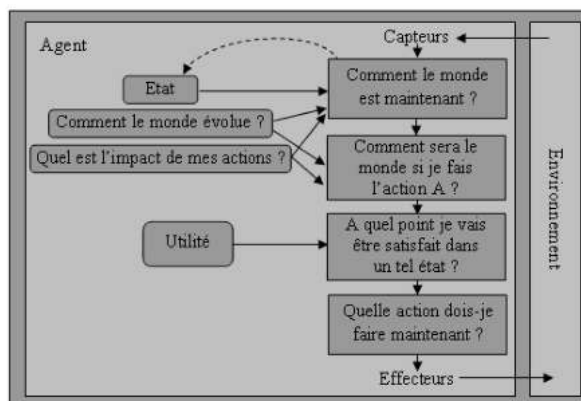 Agent
Capteurs
Etat
Comment le monde
est maintenant ?
Comment le monde évolue ?
Quel est l'impact de mes actions ?
Comment sera le
monde si je fais
l'action A ?
Utilité
A quel point je vais
être satisfait dans
un tel état ?
Quelle action dois-je
faire maintenant ?
Effecteurs
Environnement